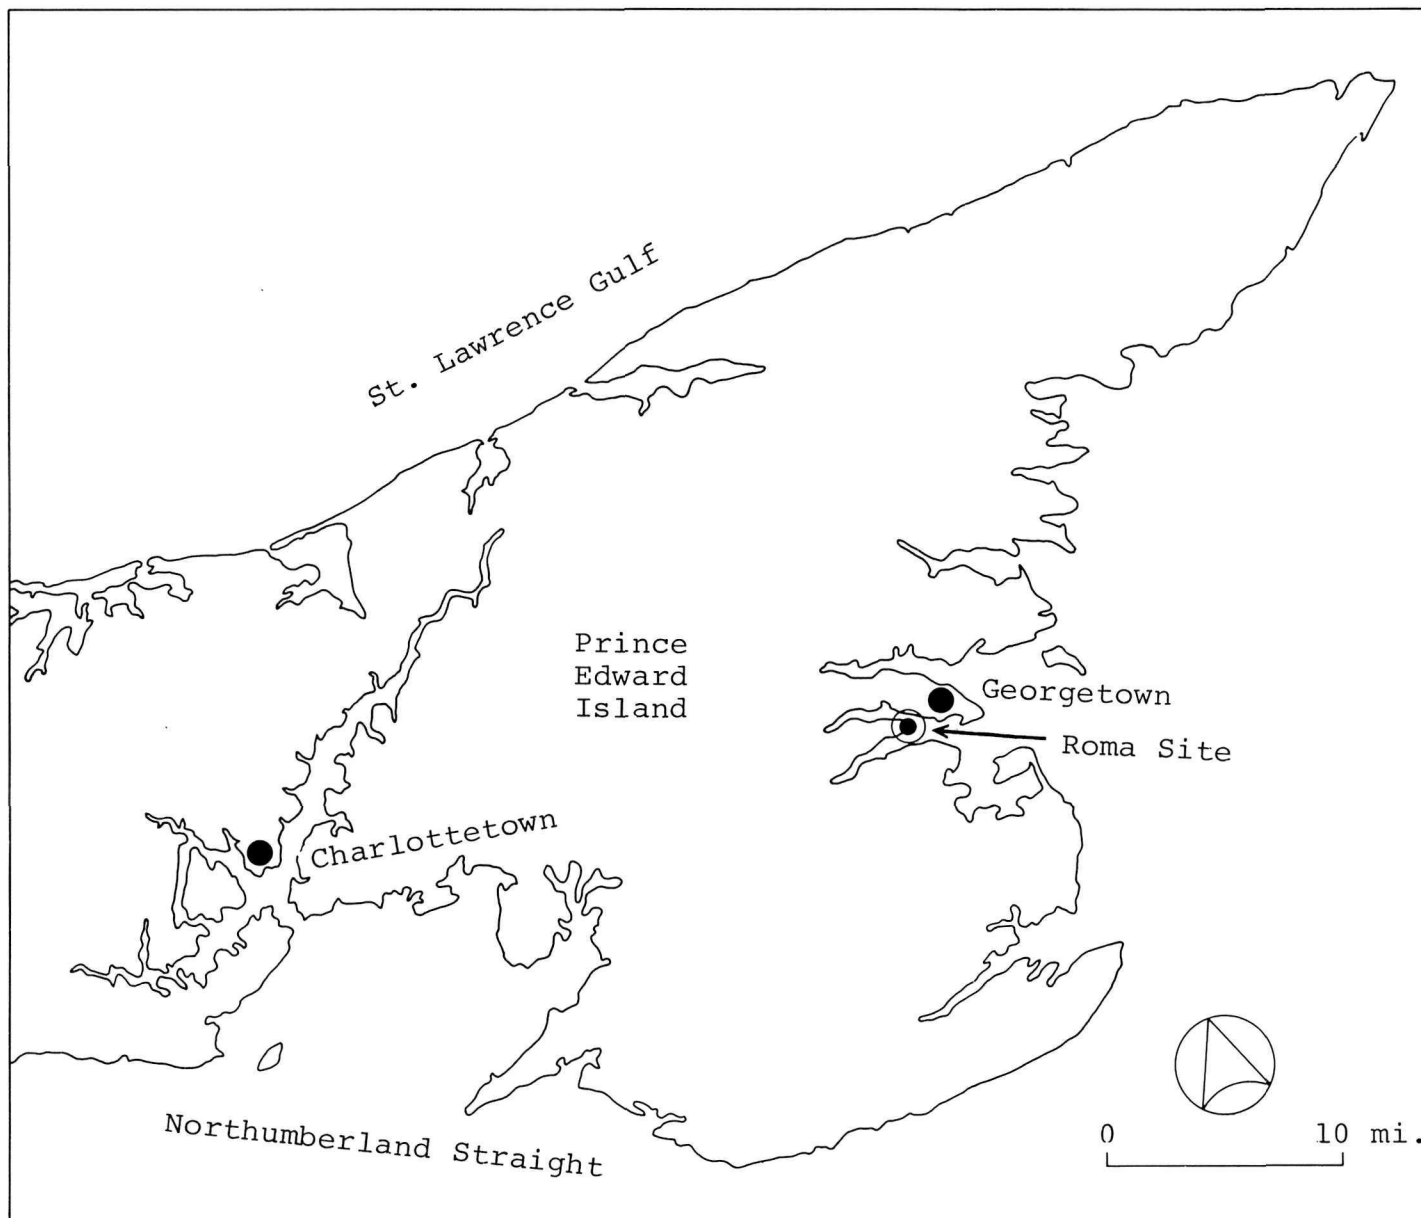 St. Lawrence Gulf
Prince
Edward
Island
Georgetown
Roma Site
Charlottetown
Northumberland Straight
0 10 mi.